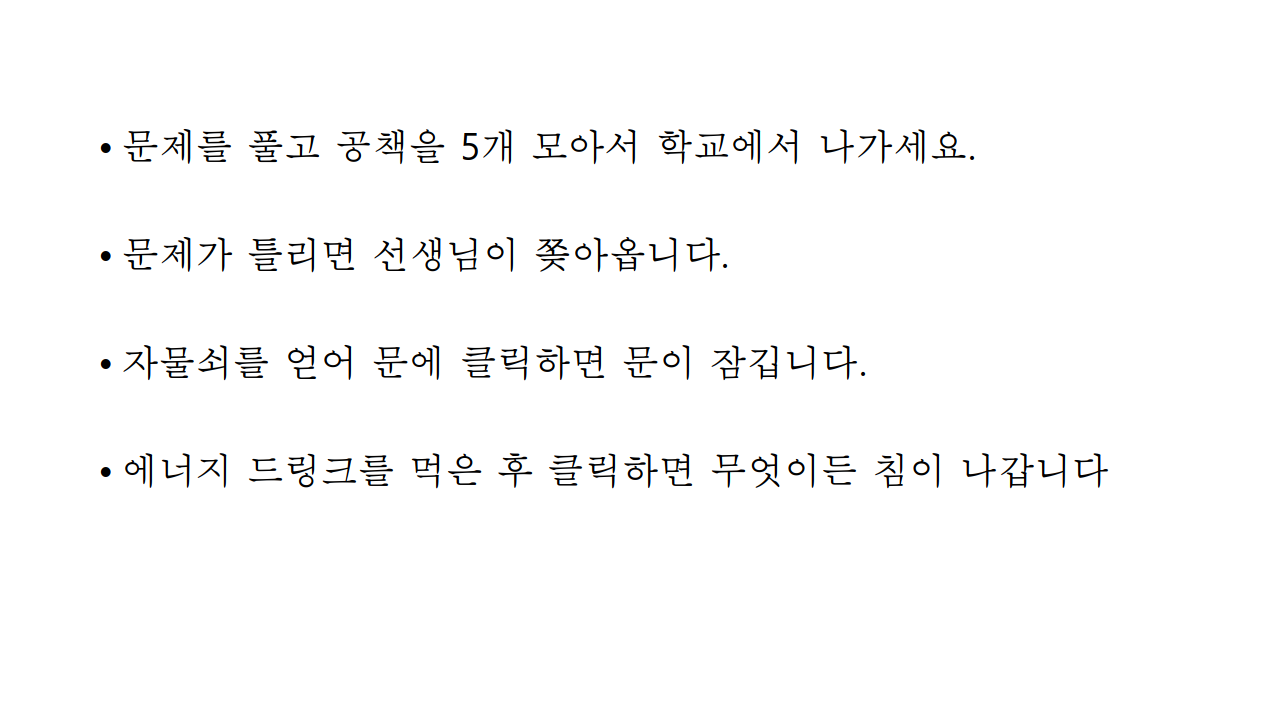 • 문제를 풀고 공책을 5개 모아서 학교에서 나가세요.
• 문제가 틀리면 선생님이 쫒아옵니다.
• 자물쇠를 얻어 문에 클릭하면 문이 잠깁니다.
• 에너지 드링크를 먹은 후 클릭하면 무엇이든 침이 나갑니다